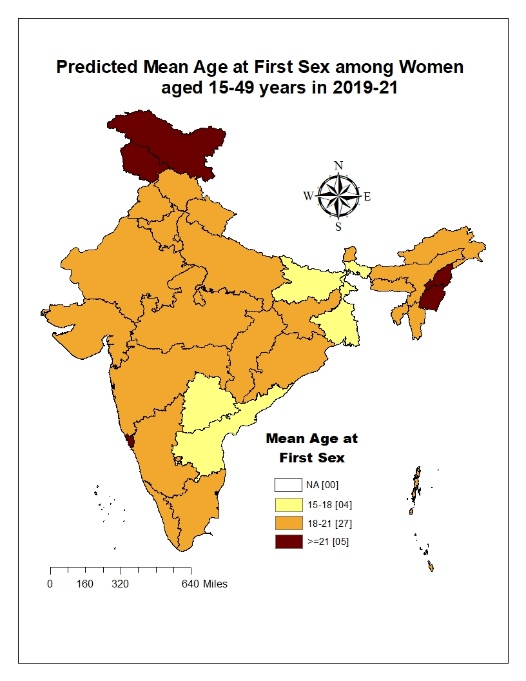 Predicted Mean Age at First Sex among Women
aged 15-49 years in 2019-21
N
W E
S
Mean Age at
First Sex
NA [00]
15-18 [04]
18-21 [27]
>=21 [05]
0 160 320 640 Miles